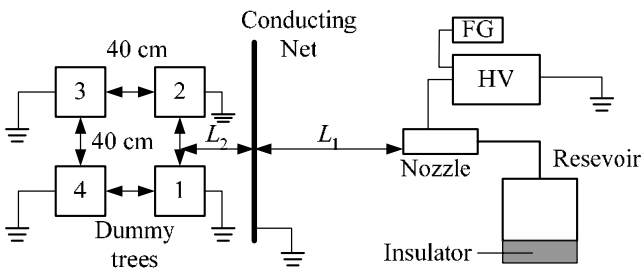 Conducting
Net
FG
HV
40 cm
3
2
40 cm
L2
L1
Nozzle
Resevoir
4
1
Dummy
trees
Insulator